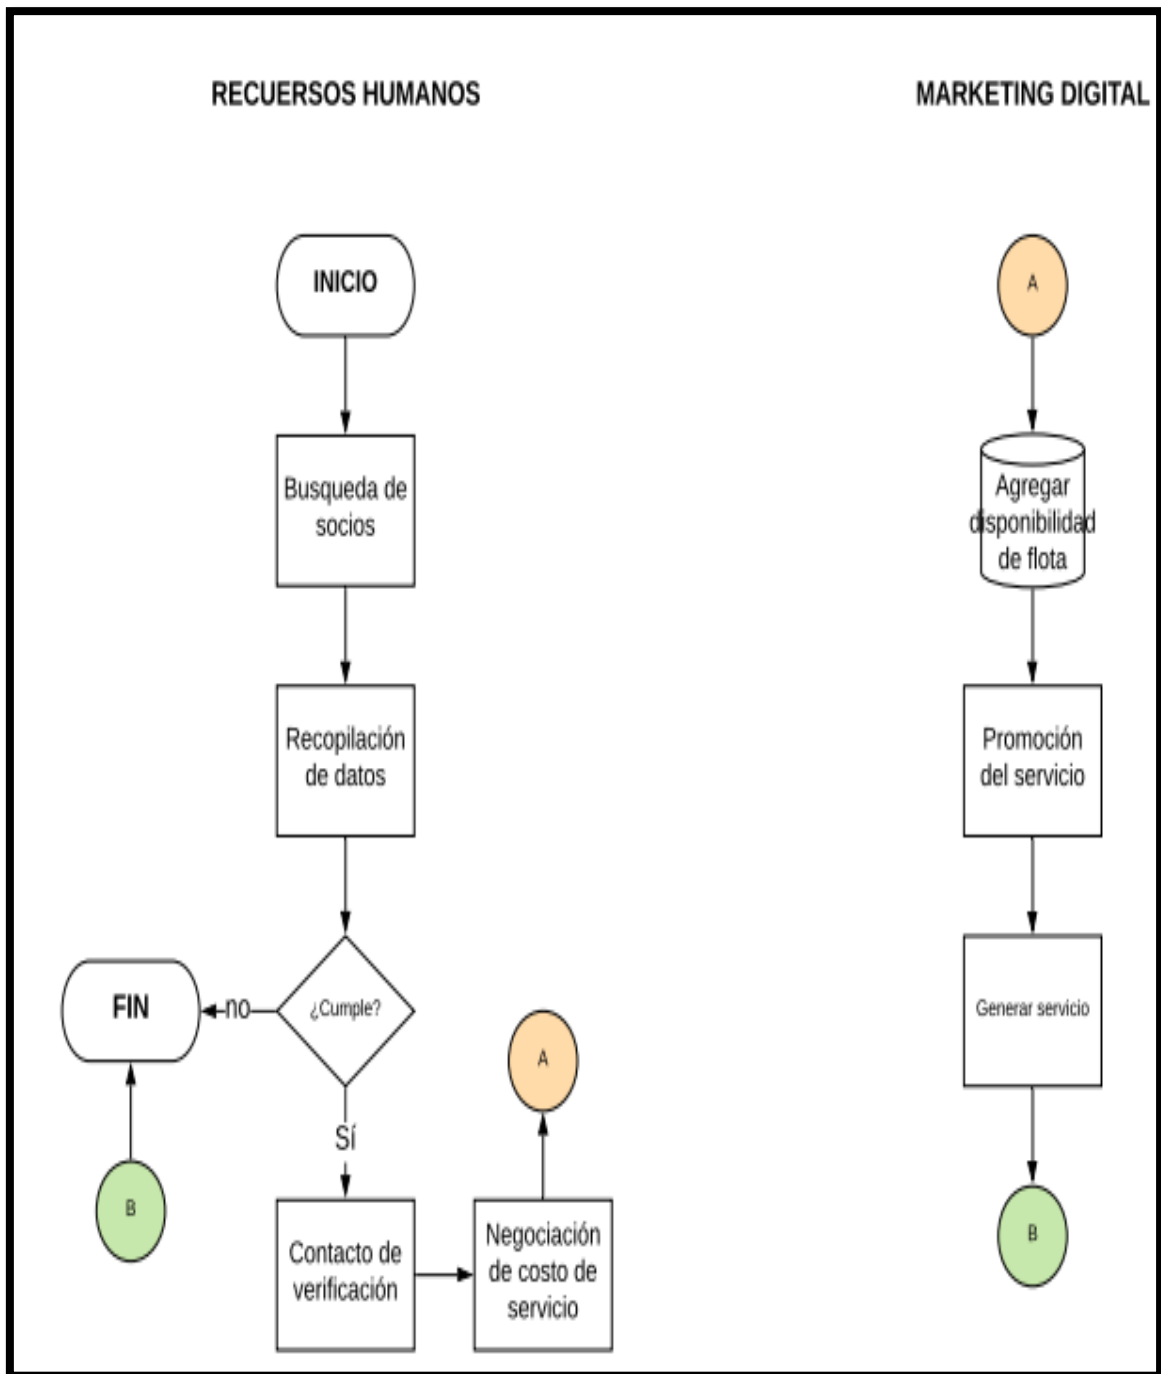 RECUERSOS HUMANOS
MARKETING DIGITAL
INICIO
Busqueda de
socios
Recopilación
de datos
¿Cumple?
no
FIN
B
Sí
Contacto de
verificación
Negociación
de costo de
servicio
A
A
Agregar
disponibilidad
de flota
Promoción
del servicio
Generar servicio
B